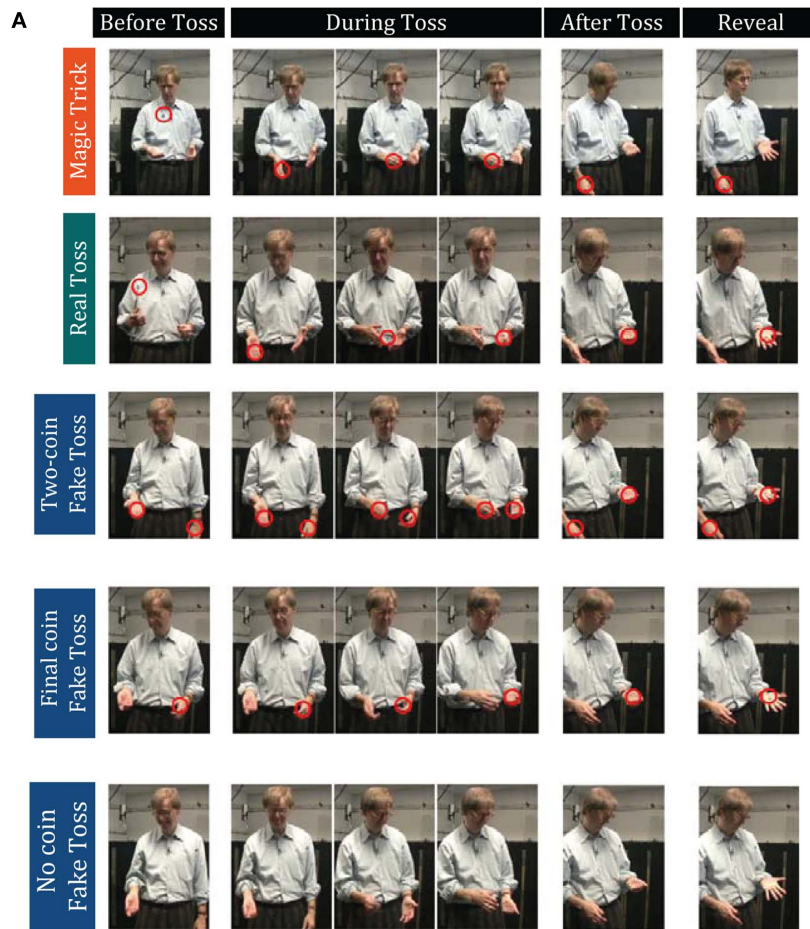 A
Before Toss
During Toss
After Toss
Reveal
Magic Trick
Real Toss
Two-coin
Fake Toss
Final coin
Fake Toss
No coin
Fake Toss